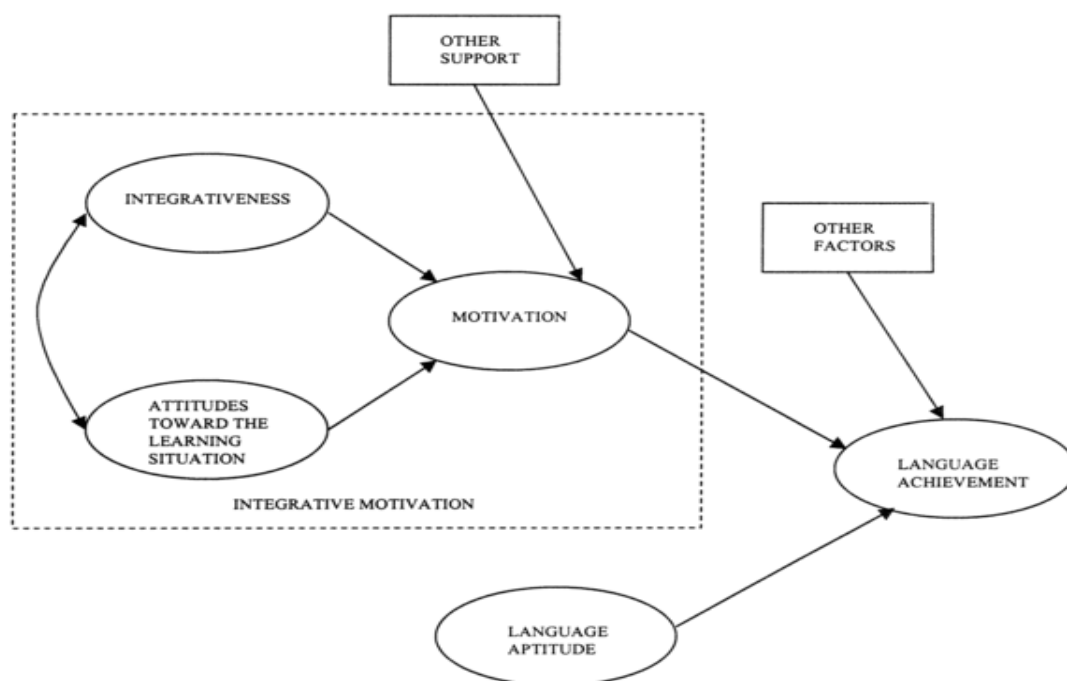 OTHER
SUPPORT
INTEGRATIVENESS
OTHER
FACTORS
MOTIVATION
ATTITUDES
TOWARD THE
LEARNING
SITUATION
LANGUAGE
ACHIEVEMENT
INTEGRATIVE MOTIVATION
LANGUAGE
APTITUDE